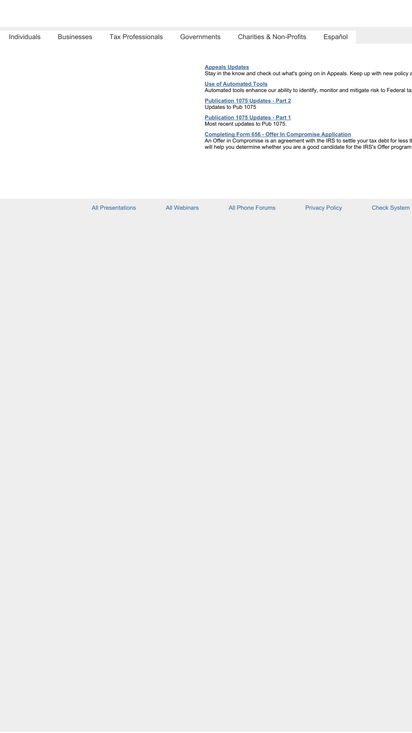 Individuals Businesses Tax Professionals Governments Charities & Non-Profits Español
Appeals Updates
Stay in the know and check out what's going on in Appeals. Keep up with new policy a
Use of Automated Tools
Automated tools enhance our ability to identify, monitor and mitigate risk to Federal ta
Publication 1075 Updates - Part 2
Updates to Pub 1075
Publication 1075 Updates - Part 1
Most recent updates to Pub 1075.
Completing Form 656 - Offer In Compromise Application
An Offer in Compromise is an agreement with the IRS to settle your tax debt for less
will help you determine whether you are a good candidate for the IRS's Offer program
All Presentations All Webinars All Phone Forums Privacy Policy Check System